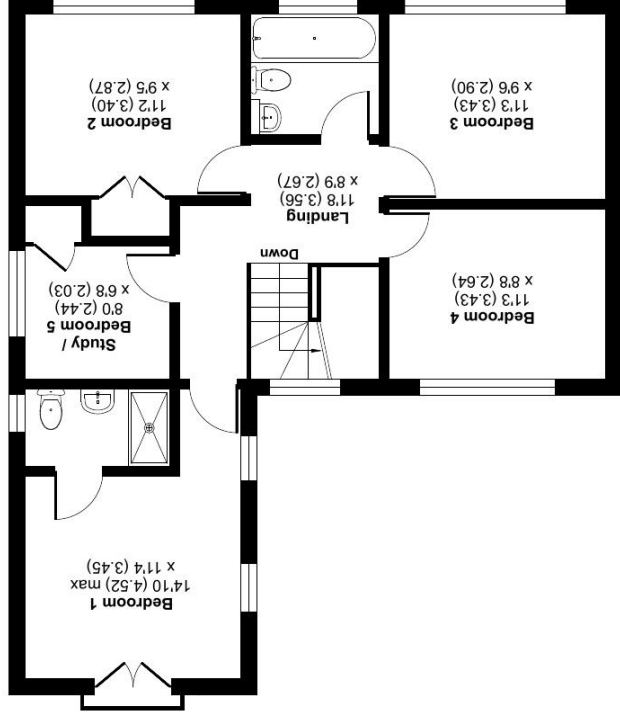 Bedroom 1
14'10 (4.52) max
x 11'4 (3.45)
Study /
Bedroom 5
8'0 (2.44)
x 6'8 (2.03)
Bedroom 4
11'3 (3.43)
x 8'8 (2.64)
Down
Landing
11'8 (3.56)
x 8'9 (2.67)
Bedroom 3
11'3 (3.43)
x 9'6 (2.90)
Bedroom 2
11'2 (3.40)
x 9'5 (2.87)